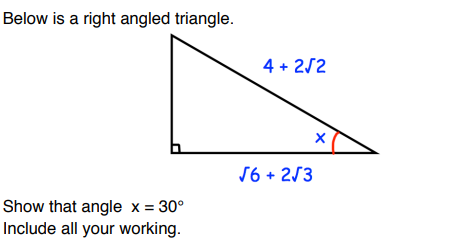 Below is a right angled triangle.
4 + 2√2
x
√6 + 2√3
Show that angle x = 30°
Include all your working.